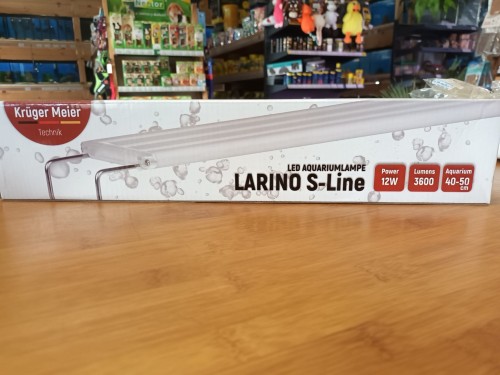 Krüger Meier
Technik
LED AQUARIUMLAMPE
LARINO S-Line
Power
12W
Lumens
3600
Aquarium
40-50
cm